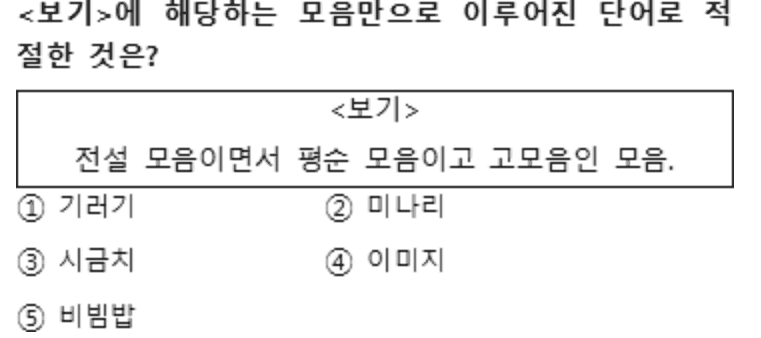 <보기>에 해당하는 모음만으로 이루어진 단어로 적
절한 것은?
<보기>
전설 모음이면서 평순 모음이고 고모음인 모음.
① 기러기 ② 미나리
③ 시금치 ④ 이미지
⑤ 비빔밥